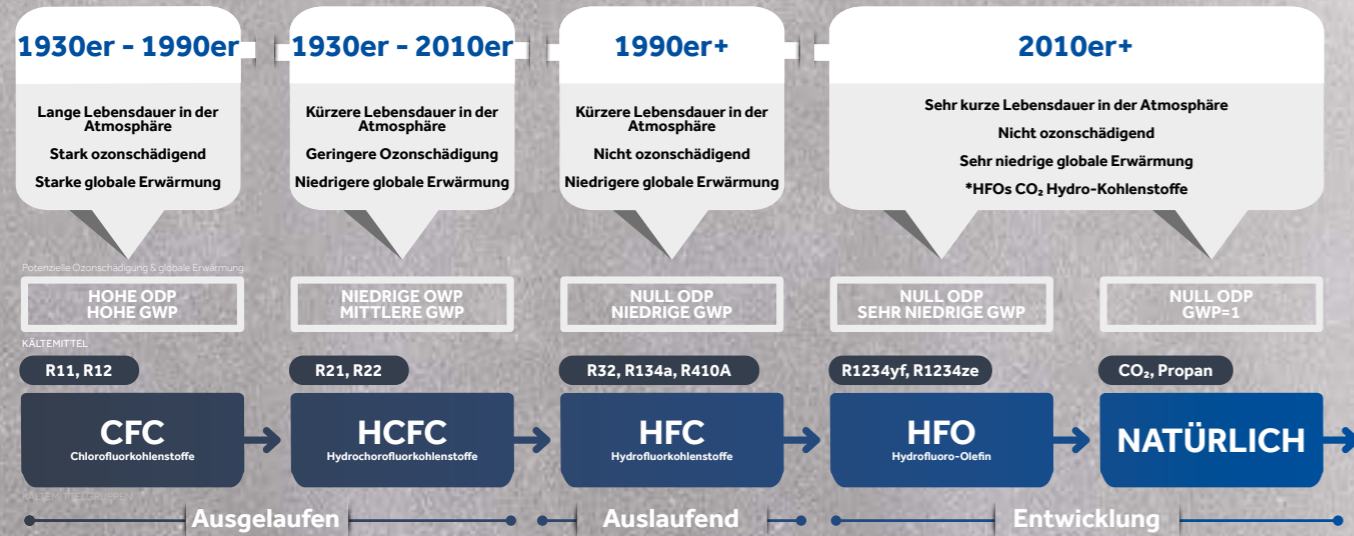 1930er - 1990er
Lange Lebensdauer in der
Atmosphäre
Stark ozonschädigend
Starke globale Erwärmung
1930er - 2010er
Kürzere Lebensdauer in der
Atmosphäre
Geringere Ozonschädigung
Niedrigere globale Erwärmung
1990er+
Kürzere Lebensdauer in der
Atmosphäre
Nicht ozonschädigend
Niedrigere globale Erwärmung
2010er+
Sehr kurze Lebensdauer in der Atmosphäre
Nicht ozonschädigend
Sehr niedrige globale Erwärmung
*HFOs CO₂ Hydro-Kohlenstoffe
Potenzielle Ozonschädigung & globale Erwärmung
HOHE ODP
HOHE GWP
NIEDRIGE OWP
MITTLERE GWP
NULL ODP
NIEDRIGE GWP
NULL ODP
SEHR NIEDRIGE GWP
NULL ODP
GWP=1
KÄLTEMITTEL
R11, R12
R21, R22
R32, R134a, R410A
R1234yf, R1234ze
CO₂, Propan
CFC
Chlorofluorkohlenstoffe
HCFC
Hydrochorofluorkohlenstoffe
HFC
Hydrofluorkohlenstoffe
HFO
Hydrofluoro-Olefin
NATÜRLICH
KÄLTEMITTELGRUPPEN
Ausgelaufen
Auslaufend
Entwicklung